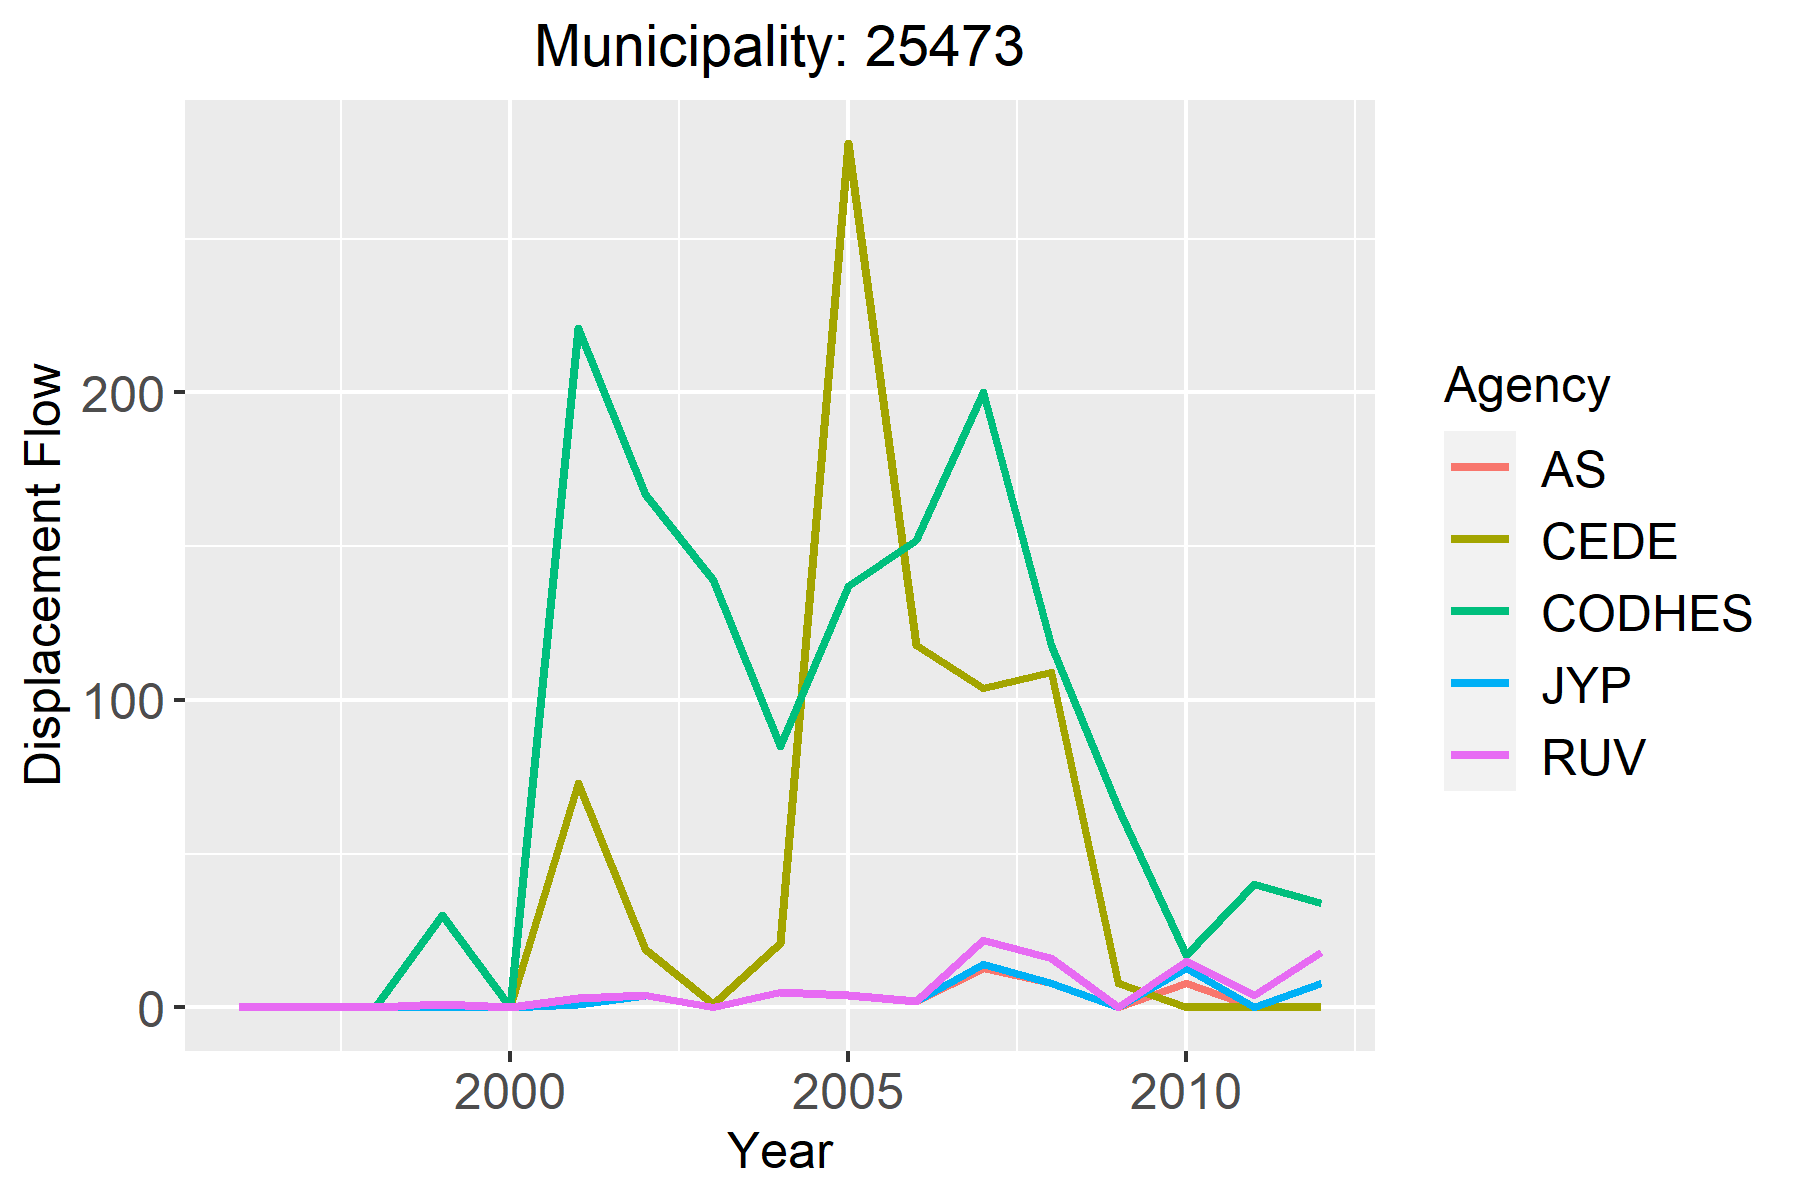 Municipality: 25473
Displacement Flow
200
100
0
2000
2005
2010
Year
Agency
AS
CEDE
CODHES
JYP
RUV